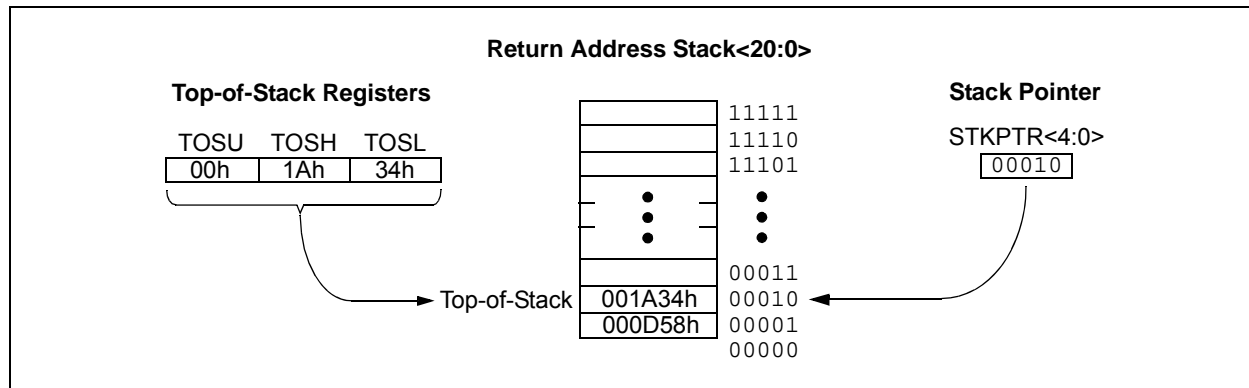 Return Address Stack<20:0>
Top-of-Stack Registers
Stack Pointer
TOSU TOSH TOSL
STKPTR<4:0>
00h 1Ah 34h
00010
11111
11110
11101
00011
Top-of-Stack 001A34h 00010
000D58h 00001
00000